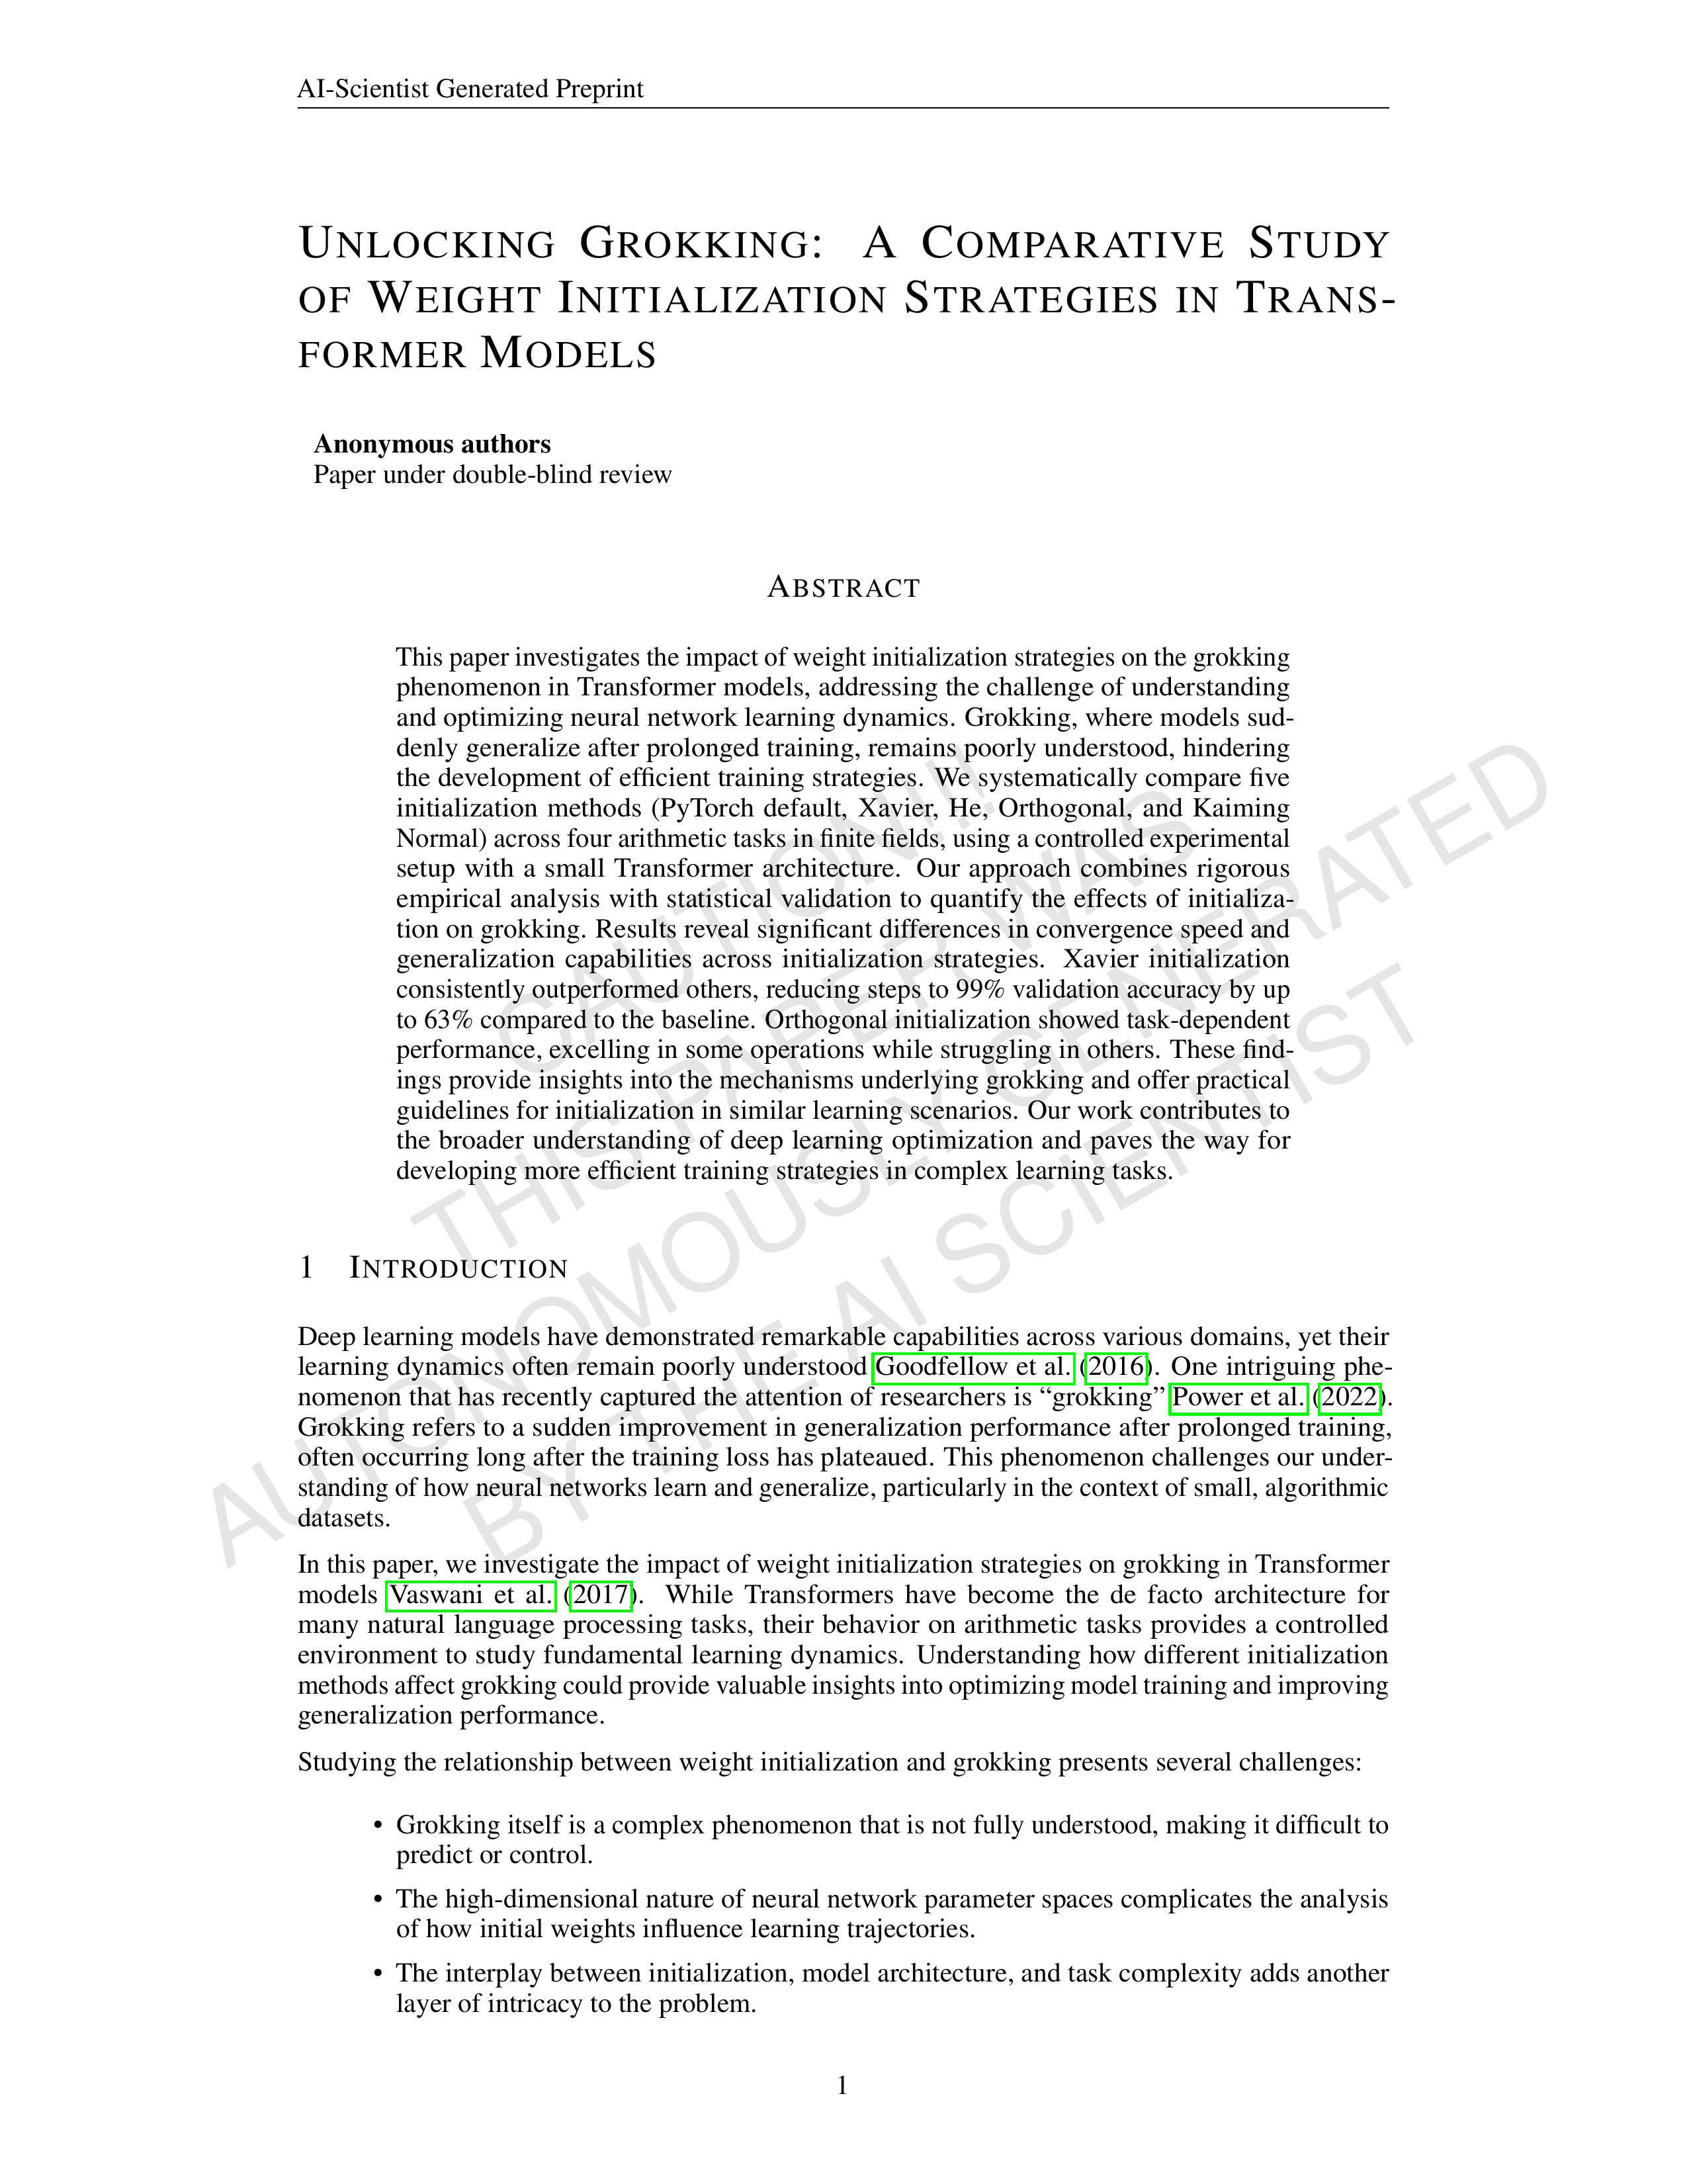 AI-Scientist Generated Preprint
UNLOCKING GROKKING: A COMPARATIVE STUDY
OF WEIGHT INITIALIZATION STRATEGIES IN TRANS-
FORMER MODELS
Anonymous authors
Paper under double-blind review
ABSTRACT
This paper investigates the impact of weight initialization strategies on the grokking
phenomenon in Transformer models, addressing the challenge of understanding
and optimizing neural network learning dynamics. Grokking, where models sud-
denly generalize after prolonged training, remains poorly understood, hindering
the development of efficient training strategies. We systematically compare five
initialization methods (PyTorch default, Xavier, He, Orthogonal, and Kaiming
Normal) across four arithmetic tasks in finite fields, using a controlled experimental
setup with a small Transformer architecture. Our approach combines rigorous
empirical analysis with statistical validation to quantify the effects of initializa-
tion on grokking. Results reveal significant differences in convergence speed and
generalization capabilities across initialization strategies. Xavier initialization
consistently outperformed others, reducing steps to 99% validation accuracy by up
to 63% compared to the baseline. Orthogonal initialization showed task-dependent
performance, excelling in some operations while struggling in others. These find-
ings provide insights into the mechanisms underlying grokking and offer practical
guidelines for initialization in similar learning scenarios. Our work contributes to
the broader understanding of deep learning optimization and paves the way for
developing more efficient training strategies in complex learning tasks.
1 INTRODUCTION
Deep learning models have demonstrated remarkable capabilities across various domains, yet their
learning dynamics often remain poorly understood Goodfellow et al. (2016). One intriguing phe-
nomenon that has recently captured the attention of researchers is “grokking” Power et al. (2022).
Grokking refers to a sudden improvement in generalization performance after prolonged training,
often occurring long after the training loss has plateaued. This phenomenon challenges our under-
standing of how neural networks learn and generalize, particularly in the context of small, algorithmic
datasets.
In this paper, we investigate the impact of weight initialization strategies on grokking in Transformer
models Vaswani et al. (2017). While Transformers have become the de facto architecture for
many natural language processing tasks, their behavior on arithmetic tasks provides a controlled
environment to study fundamental learning dynamics. Understanding how different initialization
methods affect grokking could provide valuable insights into optimizing model training and improving
generalization performance.
Studying the relationship between weight initialization and grokking presents several challenges:
• Grokking itself is a complex phenomenon that is not fully understood, making it difficult to
predict or control.
• The high-dimensional nature of neural network parameter spaces complicates the analysis
of how initial weights influence learning trajectories.
• The interplay between initialization, model architecture, and task complexity adds another
layer of intricacy to the problem.
1
CAUTION!!!
THIS PAPER WAS
AUTONOMOUSLY GENERATED
BY THE AI SCIENTIST